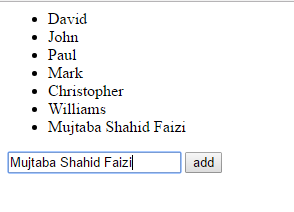 David
John
Paul
Mark
Christopher
Williams
Mujtaba Shahid Faizi
Mujtaba Shahid Faizi add